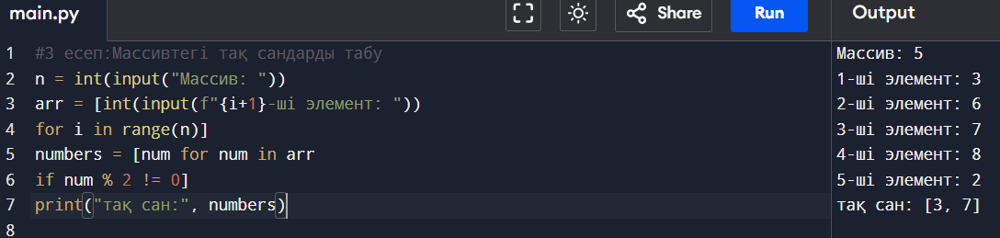 main.py
Share
Run
Output
1 #3 есеп:Массивтегі тақ сандарды табу
2 n = int(input("Массив: "))
3 arr = [int(input(f"{i+1}-ші элемент: "))
4 for i in range(n)]
5 numbers = [num for num in arr
6 if num % 2 != 0]
7 print("тақ сан:", numbers)
8
Массив: 5
1-ші элемент: 3
2-ші элемент: 6
3-ші элемент: 7
4-ші элемент: 8
5-ші элемент: 2
тақ сан: [3, 7]